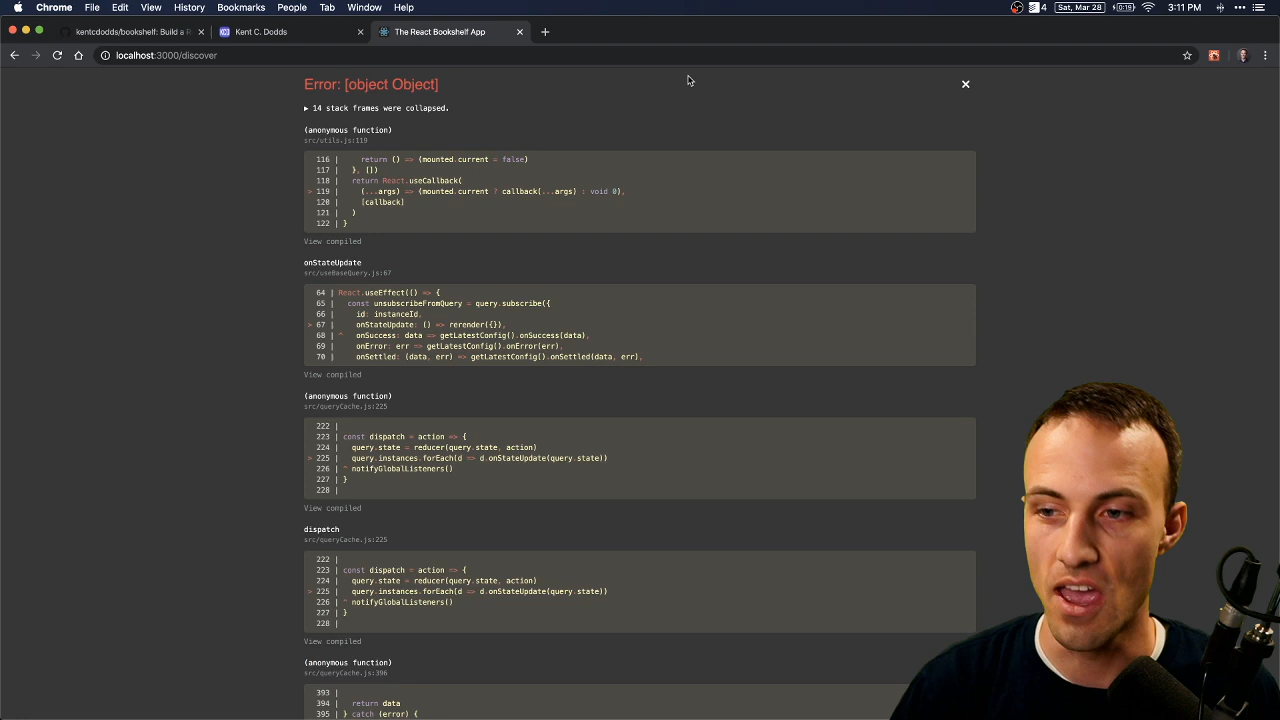 Chrome File Edit View History Bookmarks People Tab Window Help 4 Sat, Mar 28 0:19 3:11 PM
kentcdodds/bookshelf: Build a R × Kent C. Dodds × The React Bookshelf App × +
localhost:3000/discover
Error: [object Object] ×
▶ 14 stack frames were collapsed.
(anonymous function)
src/utils.js:119
116 | return () => (mounted.current = false)
117 | }, [])
118 | return React.useCallback(
> 119 | (...args) => (mounted.current ? callback(...args) : void 0),
120 | [callback]
121 | )
122 | }
View compiled
onStateUpdate
src/useBaseQuery.js:67
64 | React.useEffect(() => {
65 | const unsubscribeFromQuery = query.subscribe({
66 | id: instanceId,
> 67 | onStateUpdate: () => rerender({}),
68 | ^ onSuccess: data => getLatestConfig().onSuccess(data),
69 | onError: err => getLatestConfig().onError(err),
70 | onSettled: (data, err) => getLatestConfig().onSettled(data, err),
View compiled
(anonymous function)
src/queryCache.js:225
222 |
223 | const dispatch = action => {
224 | query.state = reducer(query.state, action)
> 225 | query.instances.forEach(d => d.onStateUpdate(query.state))
226 | ^ notifyGlobalListeners()
227 | }
228 |
View compiled
dispatch
src/queryCache.js:225
222 |
223 | const dispatch = action => {
224 | query.state = reducer(query.state, action)
> 225 | query.instances.forEach(d => d.onStateUpdate(query.state))
226 | ^ notifyGlobalListeners()
227 | }
228 |
View compiled
(anonymous function)
src/queryCache.js:396
393 |
394 | return data
395 | } catch (error) {